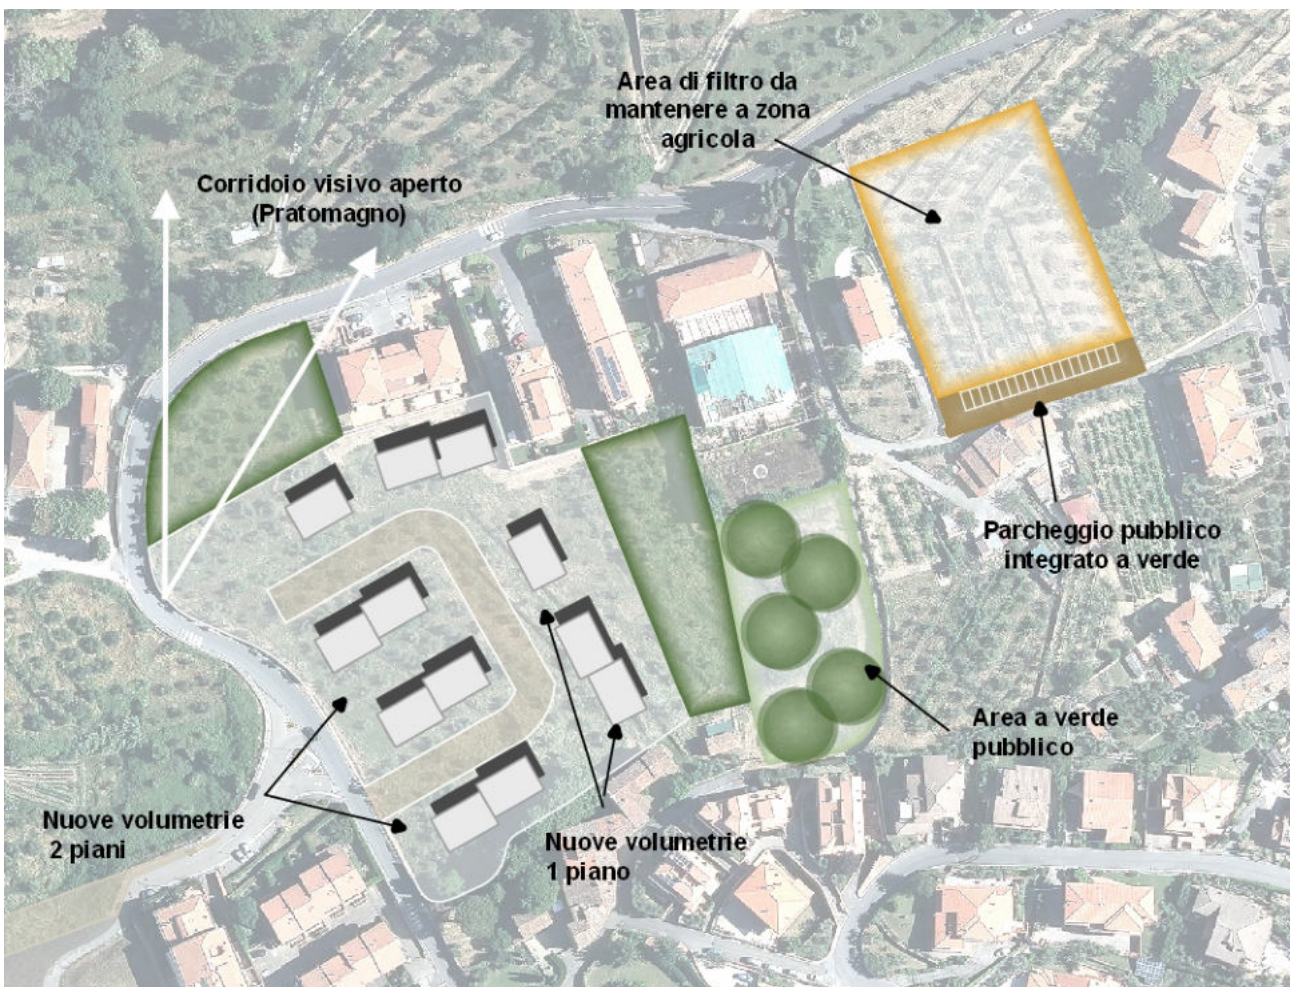 Area di filtro da
mantenere a zona
agricola
Corridoio visivo aperto
(Pratomagno)
Parcheggio pubblico
integrato a verde
Area a verde
pubblico
Nuove volumetrie
2 piani
Nuove volumetrie
1 piano